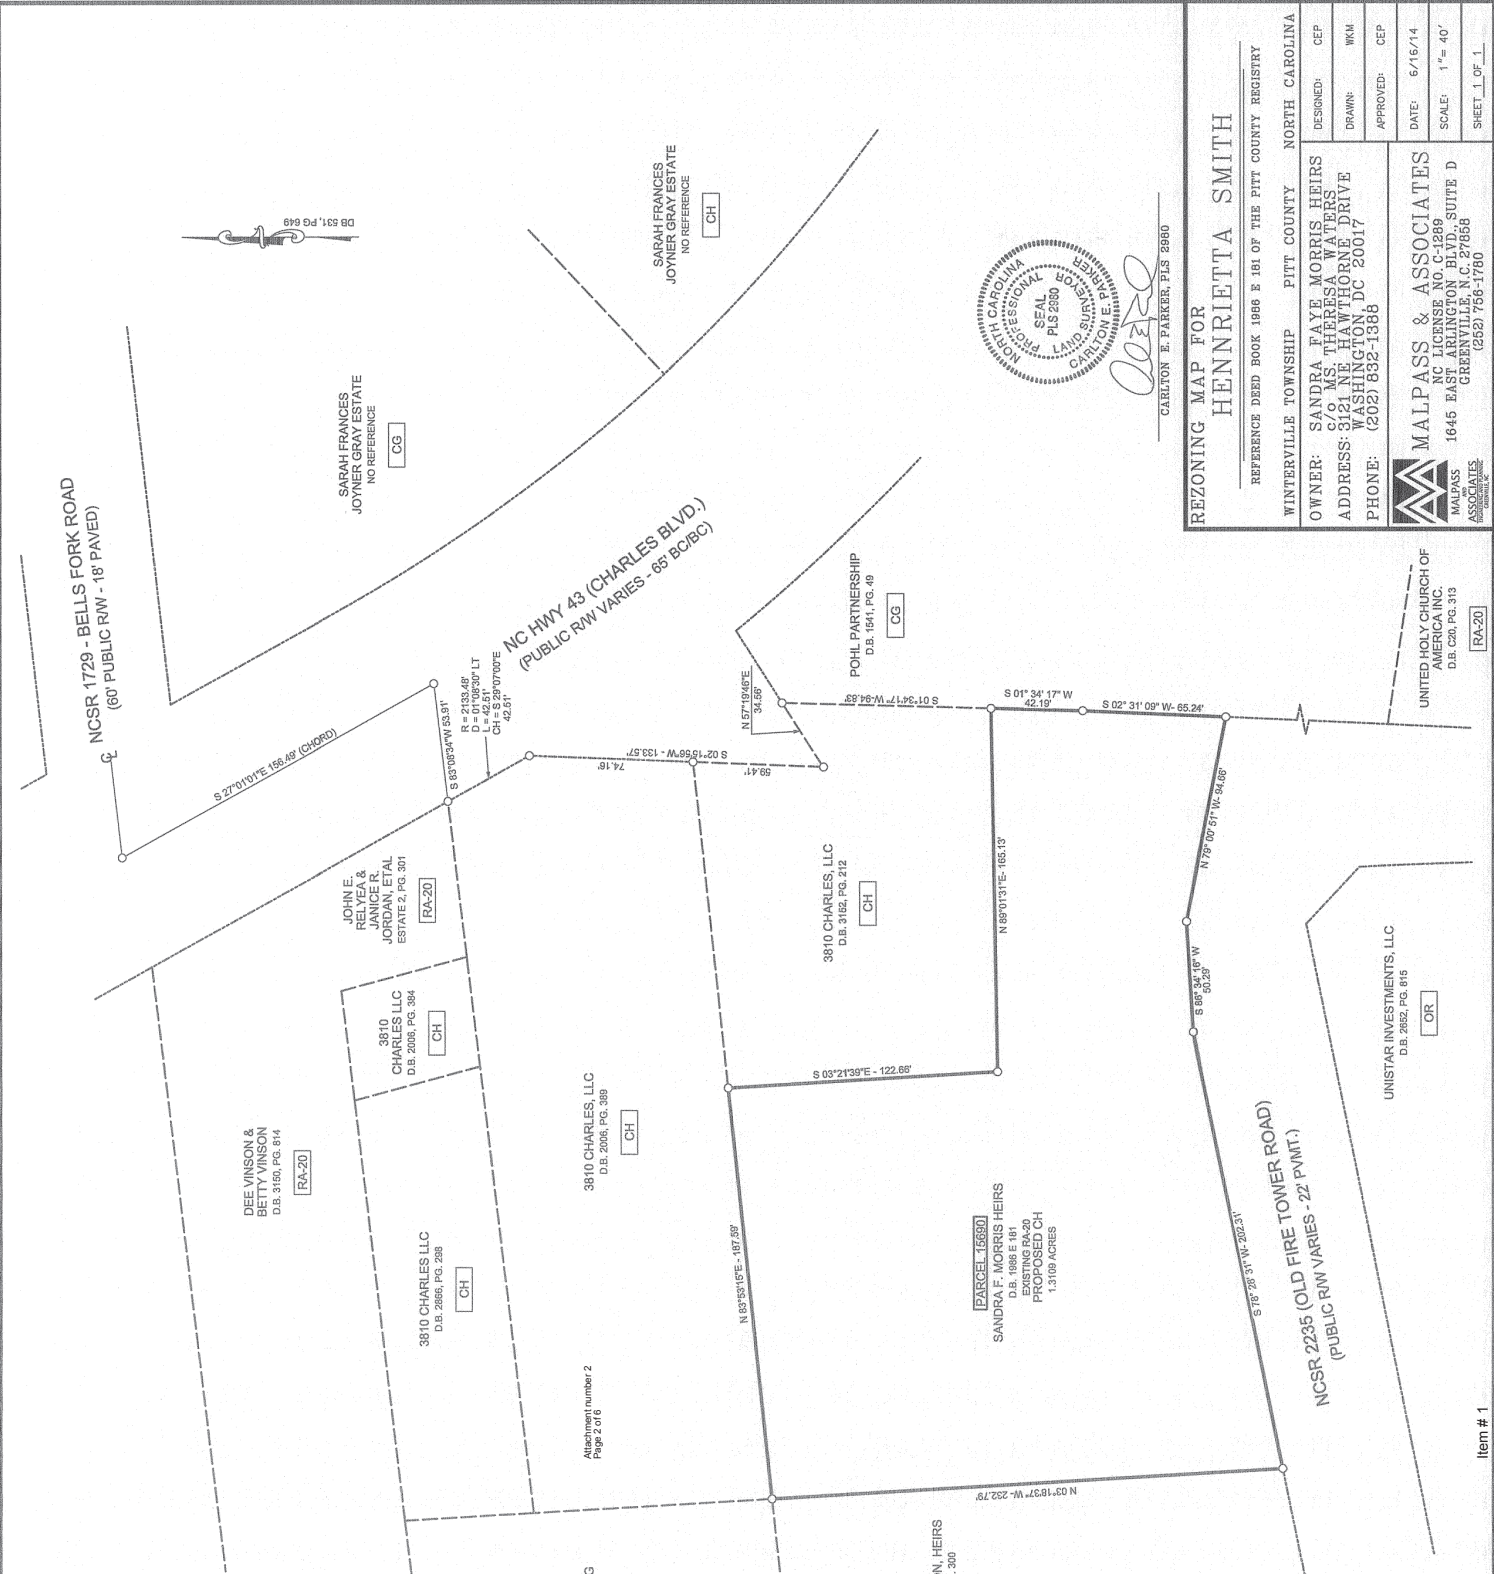 NCSR 1729 - BELLS FORK ROAD
(60' PUBLIC R/W - 18' PAVED)
DB 531, PG 649
SARAH FRANCES
JOYNER GRAY ESTATE
NO REFERENCE
CG
SARAH FRANCES
JOYNER GRAY ESTATE
NO REFERENCE
CH
S 27°01'01"E 156.49' (CHORD)
S 83°08'34"W 53.91'
R = 2133.48'
D = 01°08'30" LT
L = 42.51'
CH = S 29°07'00"E
42.51'
NC HWY 43 (CHARLES BLVD.)
(PUBLIC R/W VARIES - 65' BC/BC)
JOHN E.
RELYEA &
JANICE R.
JORDAN, ETAL
ESTATE 2, PG. 301
RA-20
S 02°15'56"W - 133.57'
74.16'
59.41'
N 57°19'46"E
34.56'
POHL PARTNERSHIP
D.B. 1541, PG. 49
CG
S 01°34'17" W-94.83'
S 01° 34' 17" W
42.19'
S 02° 31' 09" W- 65.24'
UNITED HOLY CHURCH OF
AMERICA INC.
D.B. C20, PG. 313
RA-20
DEE VINSON &
BETTY VINSON
D.B. 3150, PG. 814
RA-20
3810
CHARLES LLC
D.B. 2006, PG. 384
CH
3810 CHARLES LLC
D.B. 2866, PG. 298
CH
3810 CHARLES, LLC
D.B. 2006, PG. 389
CH
3810 CHARLES, LLC
D.B. 3152, PG. 212
CH
N 89°01'31"E- 165.13'
N 79° 00' 51" W- 94.66'
S 86° 34' 16" W
50.29'
S 03°21'39"E - 122.66'
N 83°53'15"E - 187.59'
PARCEL 15690
SANDRA F. MORRIS HEIRS
D.B. 1986 E 181
EXISTING RA-20
PROPOSED CH
1.3109 ACRES
S 78° 28' 31" W- 202.31'
N 03°18'37" W- 232.79'
NCSR 2235 (OLD FIRE TOWER ROAD)
(PUBLIC R/W VARIES - 22' PVMT.)
UNISTAR INVESTMENTS, LLC
D.B. 2652, PG. 815
OR
N, HEIRS
. 300
G
Attachment number 2
Page 2 of 6
Item # 1
NORTH CAROLINA
PROFESSIONAL
SEAL
PLS 2980
LAND SURVEYOR
CARLTON E. PARKER
CARLTON E. PARKER, PLS 2980
REZONING MAP FOR
HENNRIETTA SMITH
REFERENCE DEED BOOK 1986 E 181 OF THE PITT COUNTY REGISTRY
WINTERVILLE TOWNSHIP PITT COUNTY NORTH CAROLINA
OWNER: SANDRA FAYE MORRIS HEIRS
c/o MS. THERESA WATERS
ADDRESS: 3121 NE HAWTHORNE DRIVE
WASHINGTON, DC 20017
PHONE: (202) 832-1388
MALPASS & ASSOCIATES
NC LICENSE NO. C-1289
1645 EAST ARLINGTON BLVD., SUITE D
GREENVILLE, N.C. 27858
(252) 756-1780
MALPASS
AND
ASSOCIATES
DESIGNED: CEP
DRAWN: WKM
APPROVED: CEP
DATE: 6/16/14
SCALE: 1"= 40'
SHEET 1 OF 1